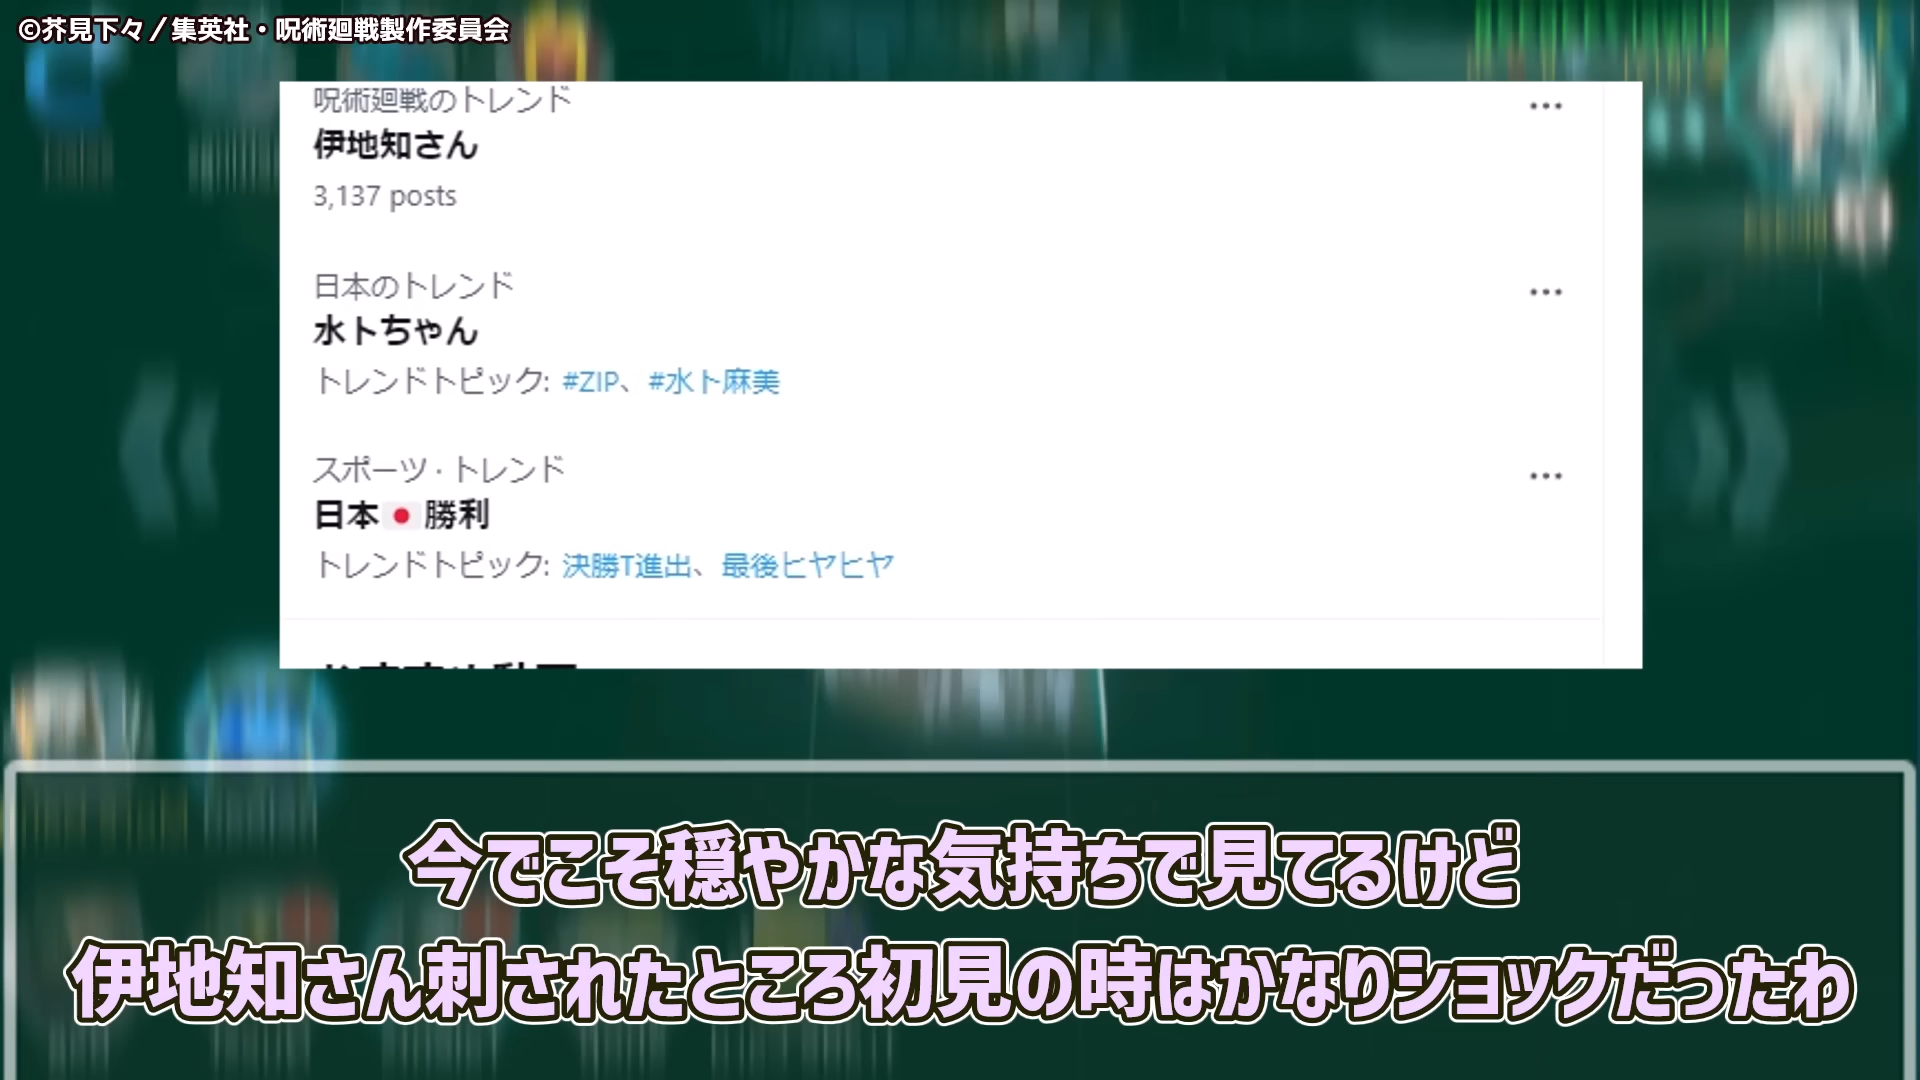 ©芥見下々／集英社・呪術廻戦製作委員会
呪術廻戦のトレンド
伊地知さん
3,137 posts
日本のトレンド
水トちゃん
トレンドトピック: #ZIP、#水卜麻美
スポーツ・トレンド
日本🇯🇵勝利
トレンドトピック: 決勝T進出、最後ヒヤヒヤ
今でこそ穏やかな気持ちで見てるけど
伊地知さん刺されたところ初見の時はかなりショックだったわ